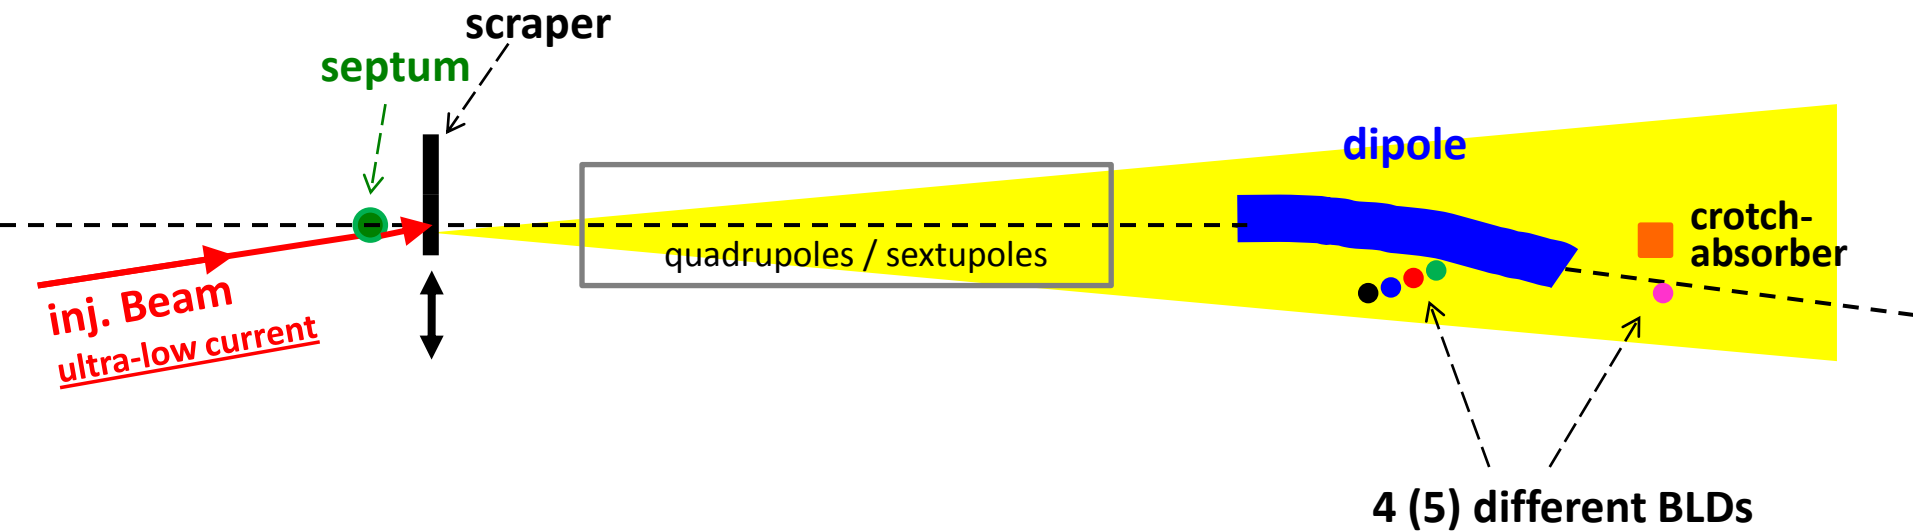 scraper
septum
dipole
crotch-
absorber
quadrupoles / sextupoles
inj. Beam
ultra-low current
4 (5) different BLDs